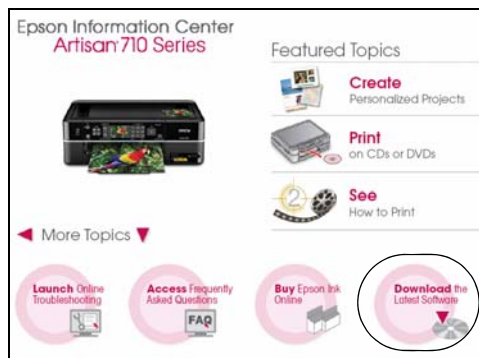 Epson Information Center
Artisan 710 Series
Featured Topics
Create
Personalized Projects
Print
on CDs or DVDs
See
How to Print
More Topics
Launch Online
Troubleshooting
Access Frequently
Asked Questions
FAQ
Buy Epson Ink
Online
Download the
Latest Software